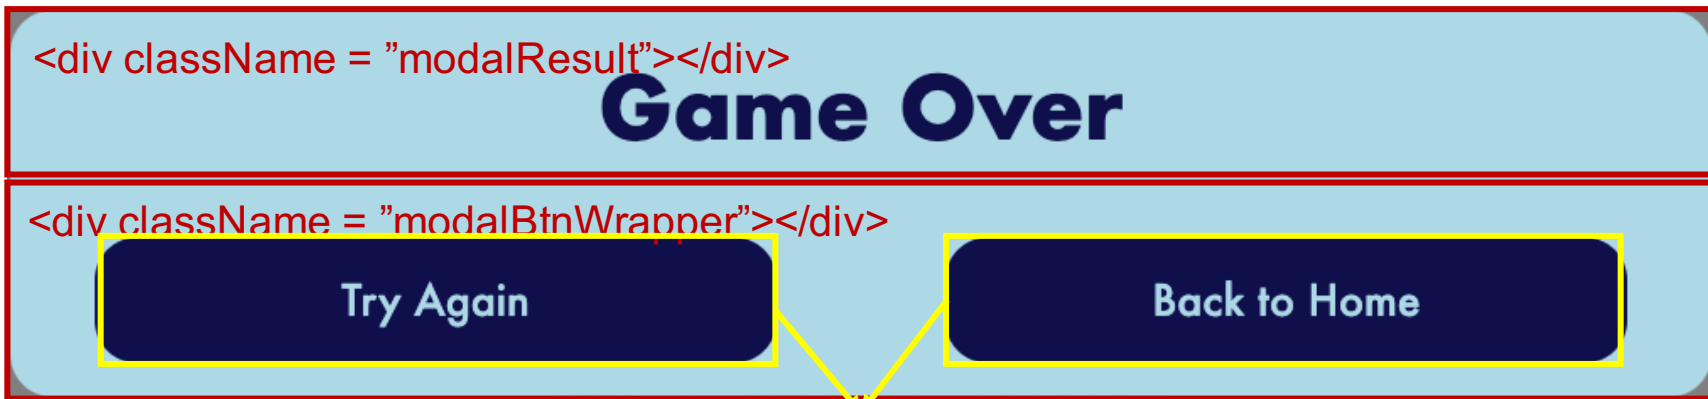 <div className = ”modalResult”></div>
Game Over
<div className = ”modalBtnWrapper”></div>
Try Again
Back to Home